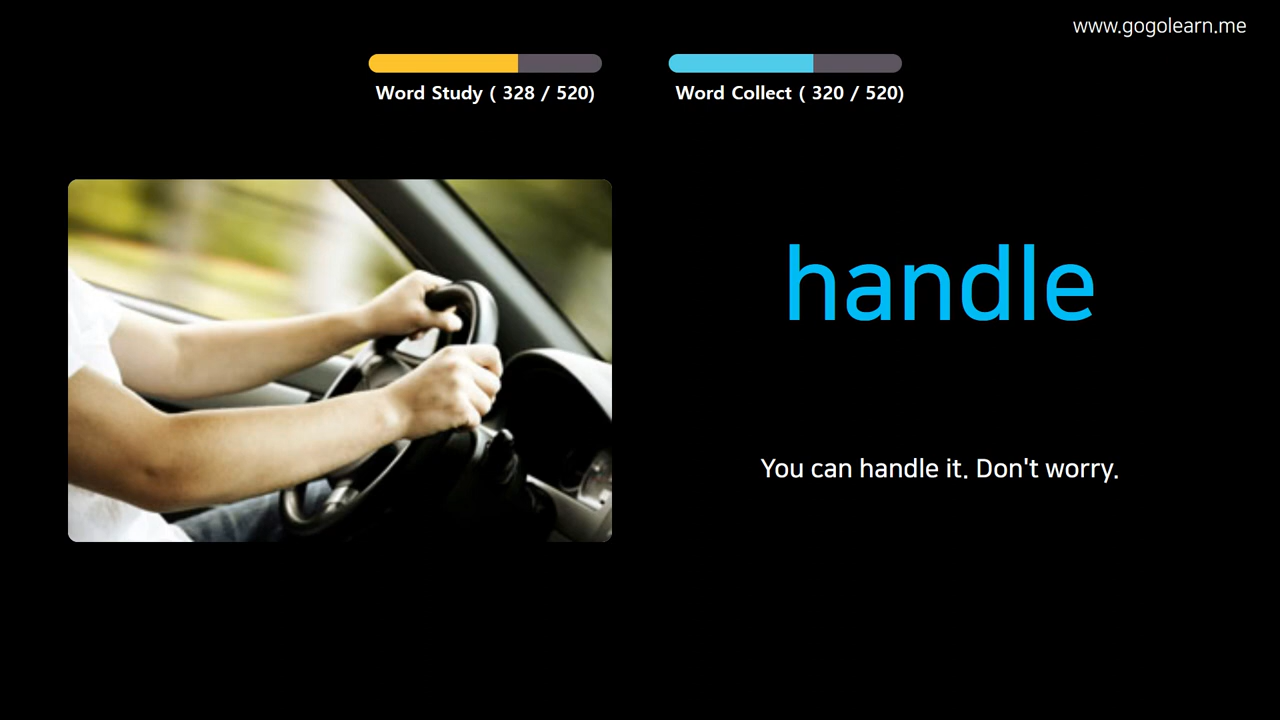 www.gogolearn.me
Word Study ( 328 / 520)
Word Collect ( 320 / 520)
handle
You can handle it. Don't worry.